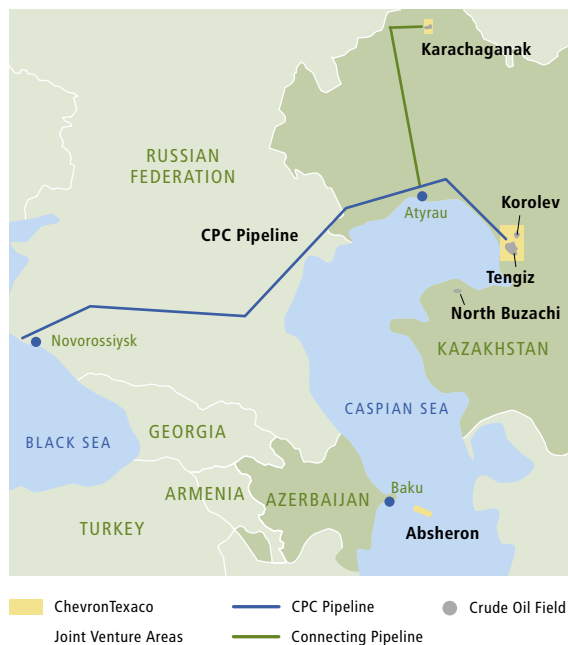 Karachaganak
RUSSIAN
FEDERATION
Korolev
Atyrau
CPC Pipeline
Tengiz
North Buzachi
Novorossiysk
KAZAKHSTAN
CASPIAN SEA
GEORGIA
BLACK SEA
Baku
ARMENIA
AZERBAIJAN
TURKEY
Absheron
ChevronTexaco
Joint Venture Areas
CPC Pipeline
Connecting Pipeline
Crude Oil Field